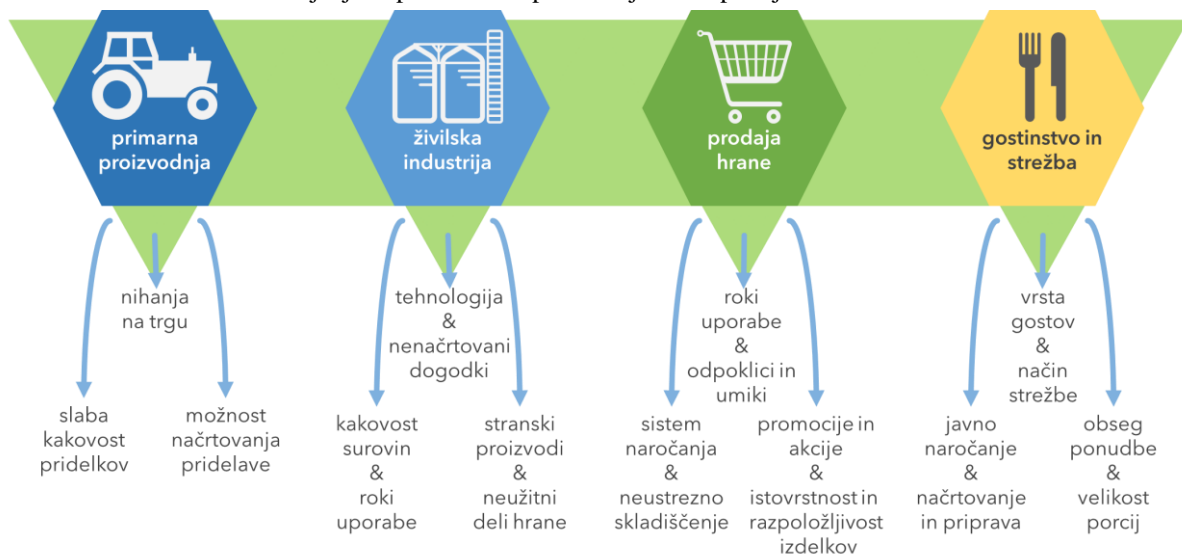 primarna
proizvodnja
živilska
industrija
prodaja
hrane
gostinstvo in
strežba
nihanja
na trgu
slaba
kakovost
pridelkov
možnost
načrtovanja
pridelave
tehnologija
&
nenačrtovani
dogodki
kakovost
surovin
&
roki
uporabe
stranski
proizvodi
&
neužitni
deli hrane
roki
uporabe
&
odpoklici in
umiki
sistem
naročanja
&
neustrezno
skladiščenje
promocije in
akcije
&
istovrstnost in
razpoložljivost
izdelkov
vrsta
gostov
&
način
strežbe
javno
naročanje
&
načrtovanje
in priprava
obseg
ponudbe
&
velikost
porcij